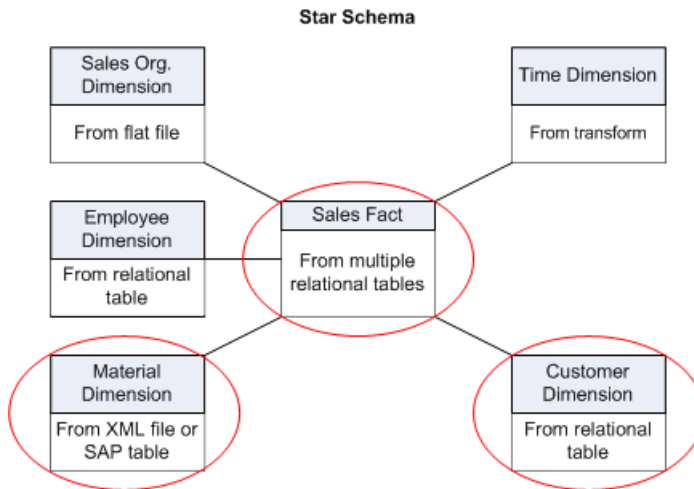 Star Schema
Sales Org.
Dimension
From flat file
Time Dimension
From transform
Employee
Dimension
From relational
table
Sales Fact
From multiple
relational tables
Material
Dimension
From XML file or
SAP table
Customer
Dimension
From relational
table